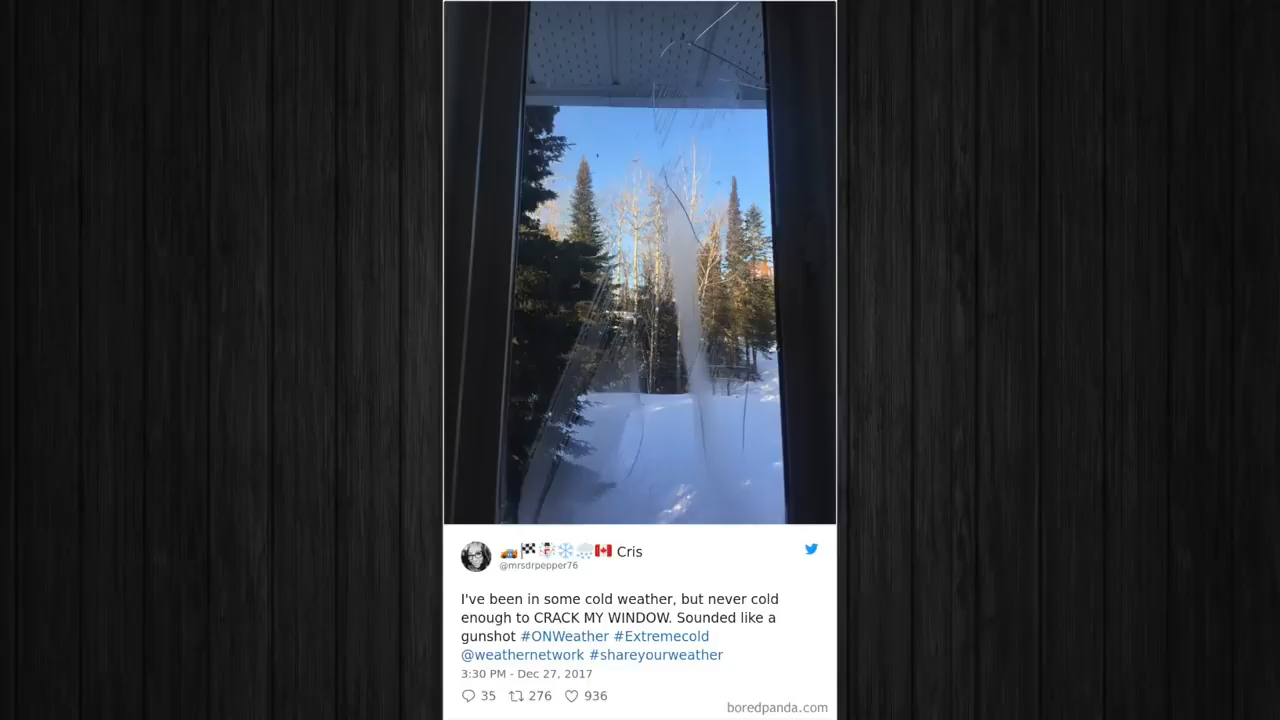 Cris
@mrsdrpepper76
I've been in some cold weather, but never cold
enough to CRACK MY WINDOW. Sounded like a
gunshot #ONWeather #Extremecold
@weathernetwork #shareyourweather
3:30 PM - Dec 27, 2017
35 276 936
boredpanda.com